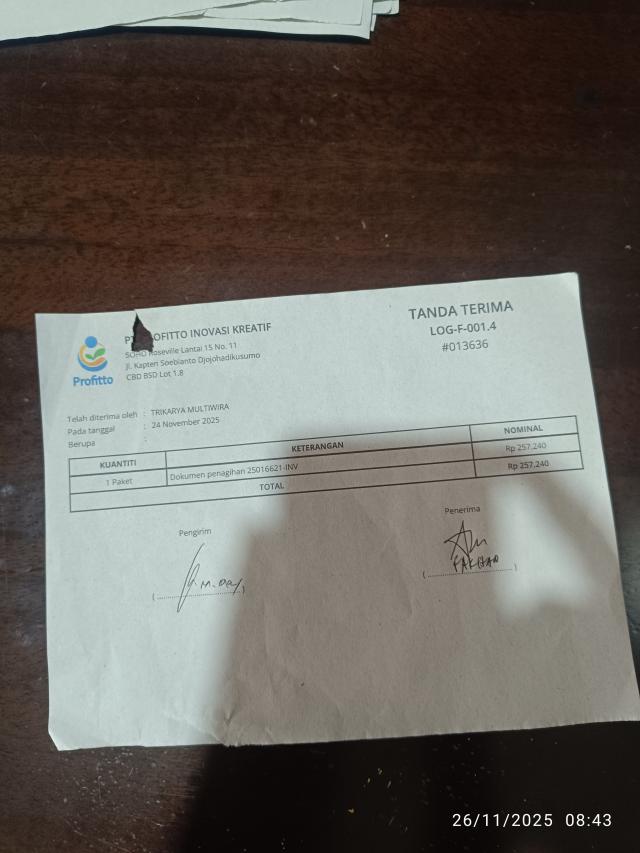 PROFITTO INOVASI KREATIF
SOHO Roseville Lantai 15 No. 11
Jl. Kapten Soebianto Djojohadikusumo
CBD BSD Lot 1.8
Profitto
TANDA TERIMA
LOG-F-001.4
#013636
Telah diterima oleh : TRIKARYA MULTIWIRA
Pada tanggal : 24 November 2025
Berupa :
KUANTITI KETERANGAN NOMINAL
1 Paket Dokumen penagihan 25016621-INV Rp 257.240
TOTAL Rp 257.240
Pengirim Penerima
(....................) (....................)
26/11/2025 08:43